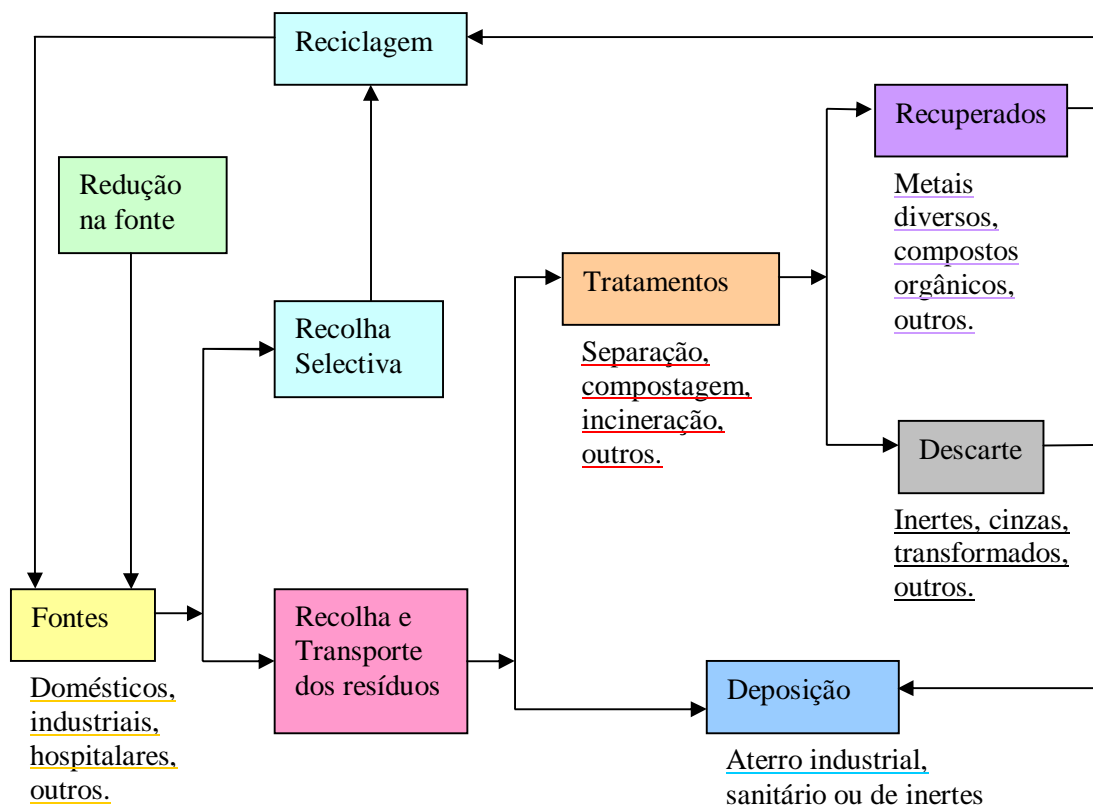 Reciclagem
Recuperados
Metais
diversos,
compostos
orgânicos,
outros.
Redução
na fonte
Tratamentos
Separação,
compostagem,
incineração,
outros.
Recolha
Selectiva
Descarte
Inertes, cinzas,
transformados,
outros.
Fontes
Domésticos,
industriais,
hospitalares,
outros.
Recolha e
Transporte
dos resíduos
Deposição
Aterro industrial,
sanitário ou de inertes